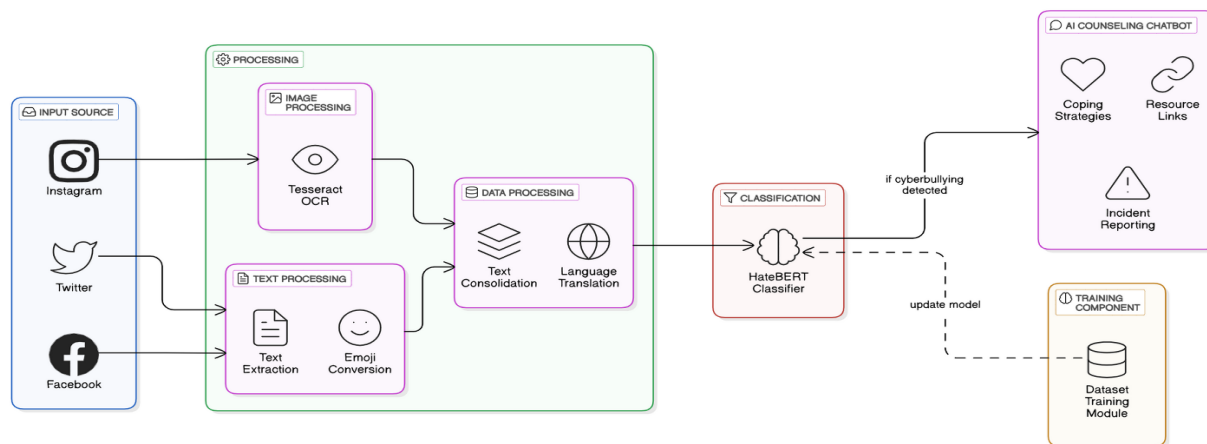 INPUT SOURCE
Instagram
Twitter
Facebook
PROCESSING
IMAGE
PROCESSING
Tesseract
OCR
TEXT PROCESSING
Text
Extraction
Emoji
Conversion
DATA PROCESSING
Text
Consolidation
Language
Translation
CLASSIFICATION
HateBERT
Classifier
if cyberbullying
detected
update model
AI COUNSELING CHATBOT
Coping
Strategies
Resource
Links
Incident
Reporting
TRAINING
COMPONENT
Dataset
Training
Module